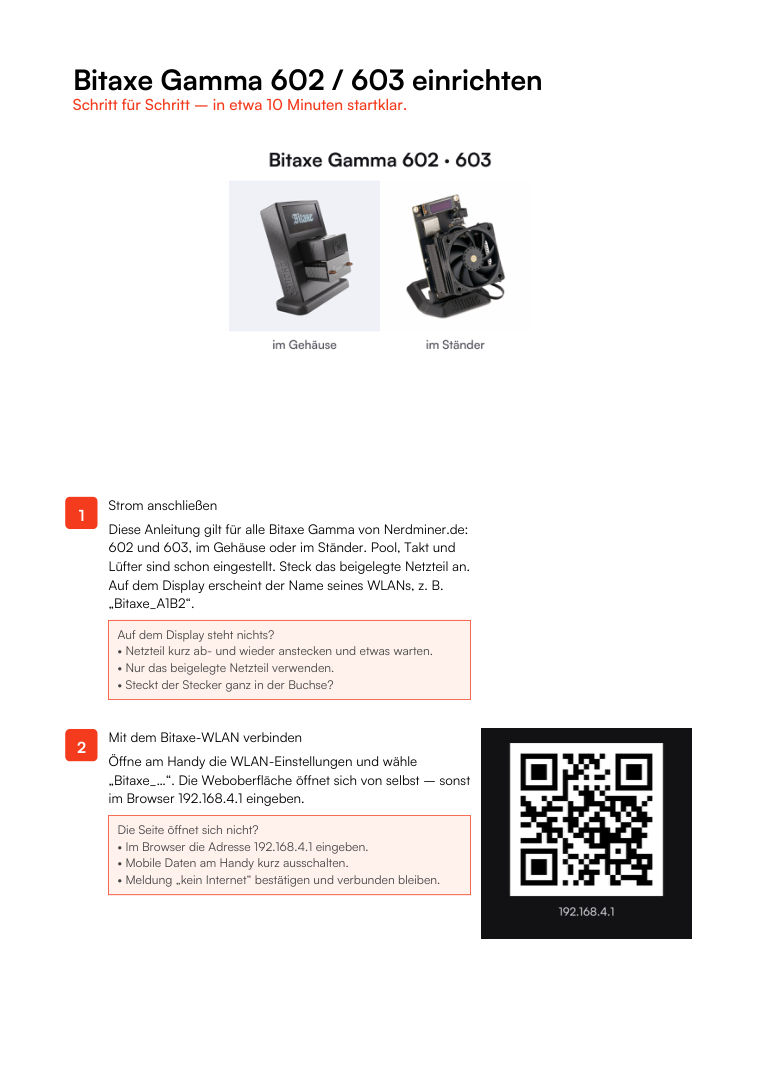 Bitaxe Gamma 602 / 603 einrichten
Schritt für Schritt — in etwa 10 Minuten startklar.
Bitaxe Gamma 602 · 603
Bitaxe
im Gehäuse
im Ständer
1
Strom anschließen
Diese Anleitung gilt für alle Bitaxe Gamma von Nerdminer.de:
602 und 603, im Gehäuse oder im Ständer. Pool, Takt und
Lüfter sind schon eingestellt. Steck das beigelegte Netzteil an.
Auf dem Display erscheint der Name seines WLANs, z. B.
„Bitaxe_A1B2“.
Auf dem Display steht nichts?
• Netzteil kurz ab- und wieder anstecken und etwas warten.
• Nur das beigelegte Netzteil verwenden.
• Steckt der Stecker ganz in der Buchse?
2
Mit dem Bitaxe-WLAN verbinden
Öffne am Handy die WLAN-Einstellungen und wähle
„Bitaxe_…“. Die Weboberfläche öffnet sich von selbst — sonst
im Browser 192.168.4.1 eingeben.
Die Seite öffnet sich nicht?
• Im Browser die Adresse 192.168.4.1 eingeben.
• Mobile Daten am Handy kurz ausschalten.
• Meldung „kein Internet“ bestätigen und verbunden bleiben.
192.168.4.1